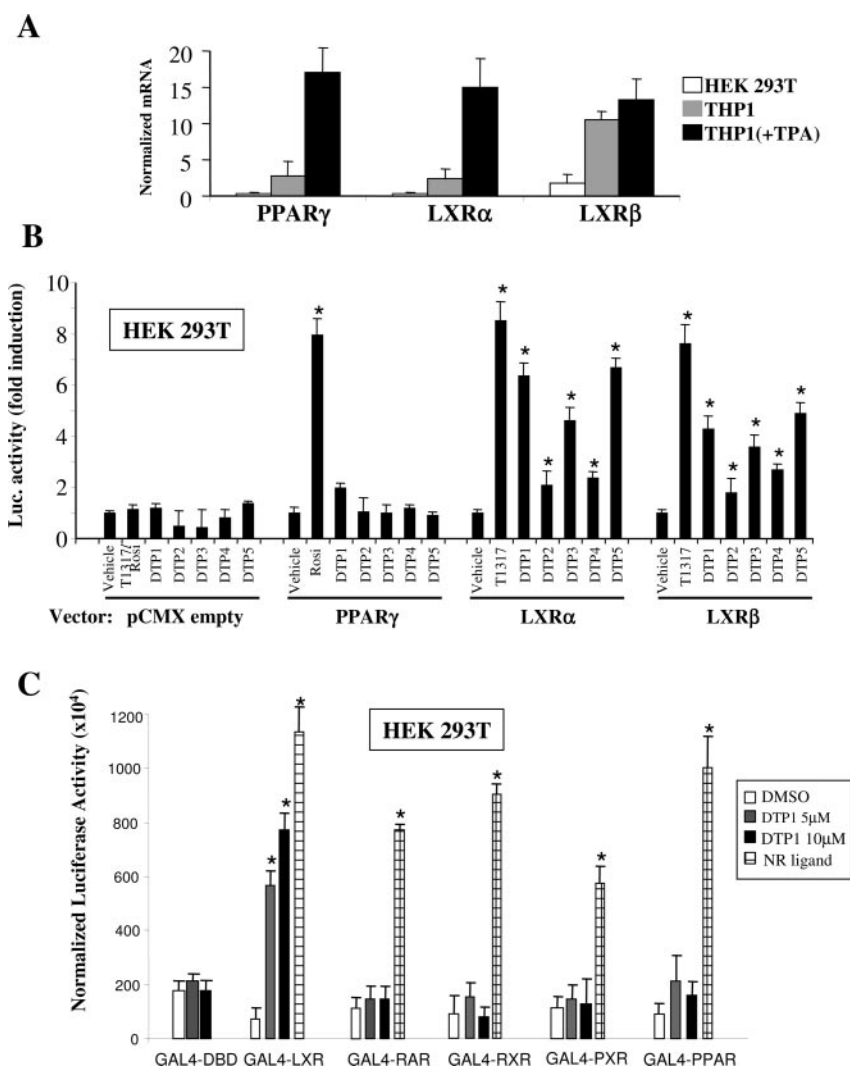 A
Normalized mRNA
20
15
10
5
0
PPARγ
LXRα
LXRβ
HEK 293T
THP1
THP1(+TPA)
B
Luc. activity (fold induction)
10
8
6
4
2
0
HEK 293T
*
*
*
*
*
*
*
*
*
*
*
*
*
Vehicle
T1317/
Rosi
DTP1
DTP2
DTP3
DTP4
DTP5
Vehicle
Rosi
DTP1
DTP2
DTP3
DTP4
DTP5
Vehicle
T1317
DTP1
DTP2
DTP3
DTP4
DTP5
Vehicle
T1317
DTP1
DTP2
DTP3
DTP4
DTP5
Vector: pCMX empty
PPARγ
LXRα
LXRβ
C
Normalized Luciferase Activity (x10⁴)
1200
1000
800
600
400
200
0
HEK 293T
*
*
*
*
*
*
*
DMSO
DTP1 5μM
DTP1 10μM
NR ligand
GAL4-DBD
GAL4-LXR
GAL4-RAR
GAL4-RXR
GAL4-PXR
GAL4-PPAR